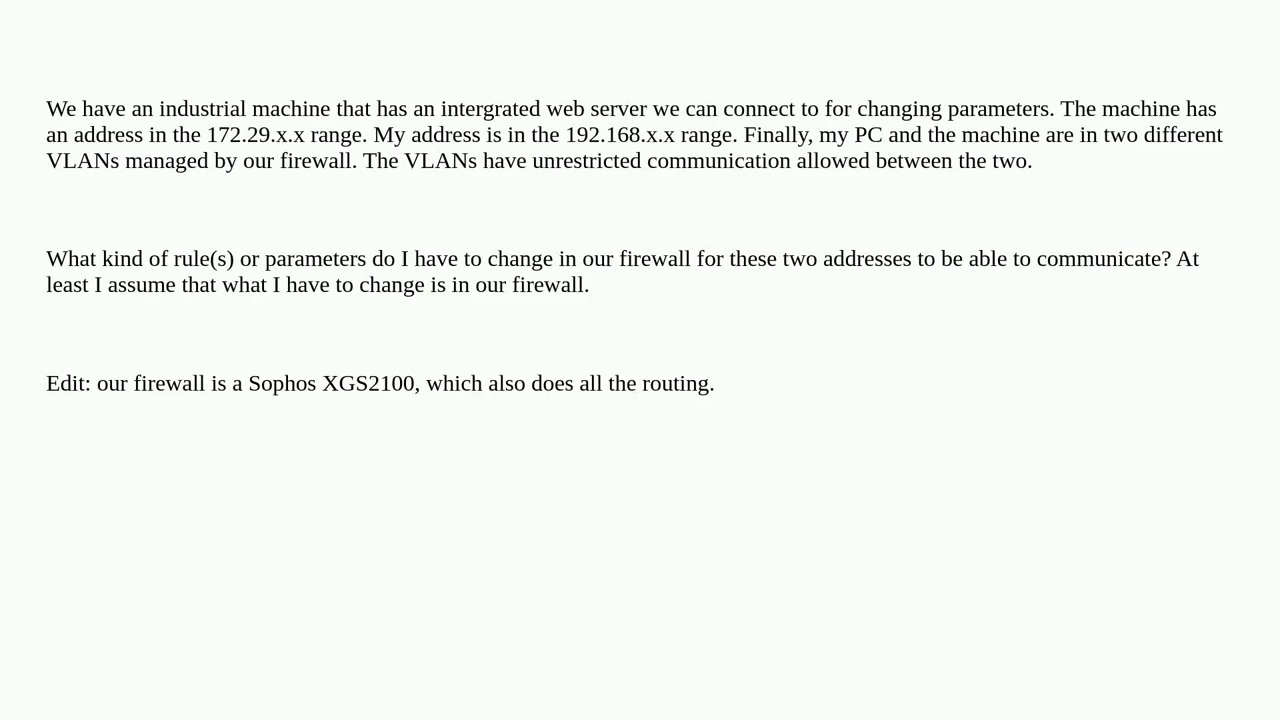 We have an industrial machine that has an intergrated web server we can connect to for changing parameters. The machine has
an address in the 172.29.x.x range. My address is in the 192.168.x.x range. Finally, my PC and the machine are in two different
VLANs managed by our firewall. The VLANs have unrestricted communication allowed between the two.
What kind of rule(s) or parameters do I have to change in our firewall for these two addresses to be able to communicate? At
least I assume that what I have to change is in our firewall.
Edit: our firewall is a Sophos XGS2100, which also does all the routing.